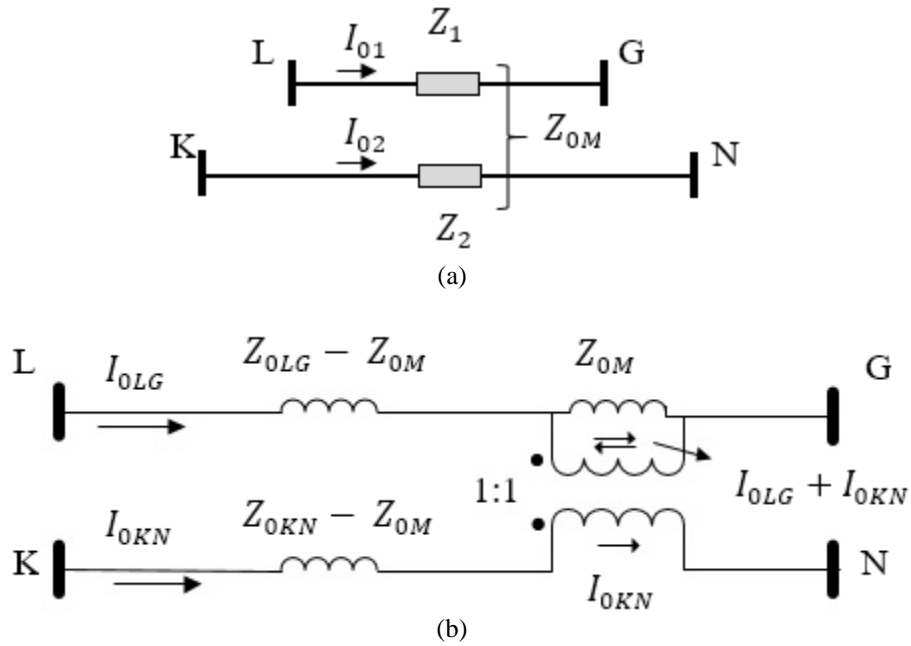 L I₀₁ Z₁ G
K I₀₂ Z₀M N
Z₂
(a)
L I₀LG Z₀LG − Z₀M Z₀M G
1:1 I₀LG + I₀KN
K I₀KN Z₀KN − Z₀M I₀KN N
(b)